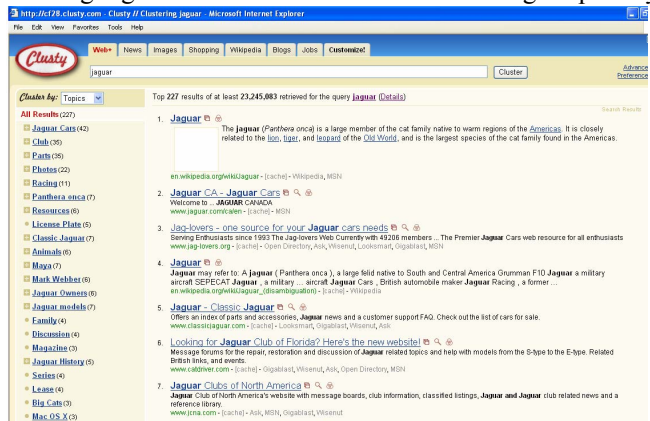 http://cf28.clusty.com - Clusty // Clustering jaguar - Microsoft Internet Explorer
File Edit View Favorites Tools Help
Clusty
Web+ News Images Shopping Wikipedia Blogs Jobs Customize!
jaguar Cluster
Advance
Preference
Cluster by: Topics
Top 227 results of at least 23,245,083 retrieved for the query jaguar (Details)
Search Results
All Results (227)
Jaguar Cars (42)
Club (35)
Parts (35)
Photos (22)
Racing (11)
Panthera onca (7)
Resources (6)
License Plate (5)
Classic Jaguar (7)
Animals (6)
Maya (7)
Mark Webber (6)
Jaguar Owners (6)
Jaguar models (7)
Family (4)
Discussion (4)
Magazine (3)
Jaguar History (5)
Series (4)
Lease (4)
Big Cats (3)
Mac OS X (3)
1. Jaguar
The jaguar (Panthera onca) is a large member of the cat family native to warm regions of the Americas. It is closely
related to the lion, tiger, and leopard of the Old World, and is the largest species of the cat family found in the Americas.
en.wikipedia.org/wiki/Jaguar - [cache] - Wikipedia, MSN
2. Jaguar CA - Jaguar Cars
Welcome to ... JAGUAR CANADA
www.jaguar.com/ca/en - [cache] - MSN
3. Jag-lovers - one source for your Jaguar cars needs
Serving Enthusiasts since 1993 The Jag-lovers Web Currently with 49206 members ... The Premier Jaguar Cars web resource for all enthusiasts
www.jag-lovers.org - [cache] - Open Directory, Ask, Wisenut, Looksmart, Gigablast, MSN
4. Jaguar
Jaguar may refer to: A jaguar ( Panthera onca ), a large felid native to South and Central America Grumman F10 Jaguar a military
aircraft SEPECAT Jaguar , a military ... aircraft Jaguar Cars , British automobile maker Jaguar Racing , a former ...
en.wikipedia.org/wiki/Jaguar_(disambiguation) - [cache] - Wikipedia
5. Jaguar - Classic Jaguar
Offers an index of parts and accessories, Jaguar news and a customer support FAQ. Check out the list of cars for sale.
www.classicjaguar.com - [cache] - Looksmart, Gigablast, Wisenut, Ask
6. Looking for Jaguar Club of Florida? Here's the new website!
Message forums for the repair, restoration and discussion of Jaguar related topics and help with models from the S-type to the E-type. Related
British links, and events.
www.catdriver.com - [cache] - Gigablast, Wisenut, Ask, Open Directory, MSN
7. Jaguar Clubs of North America
Jaguar Club of North America's website with message boards, club information, classified listings, Jaguar and Jaguar club related news and a
reference library.
www.jcna.com - [cache] - Ask, MSN, Gigablast, Wisenut